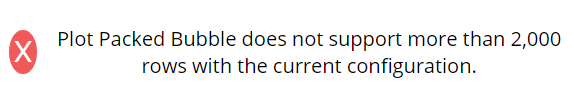 Plot Packed Bubble does not support more than 2,000
rows with the current configuration.